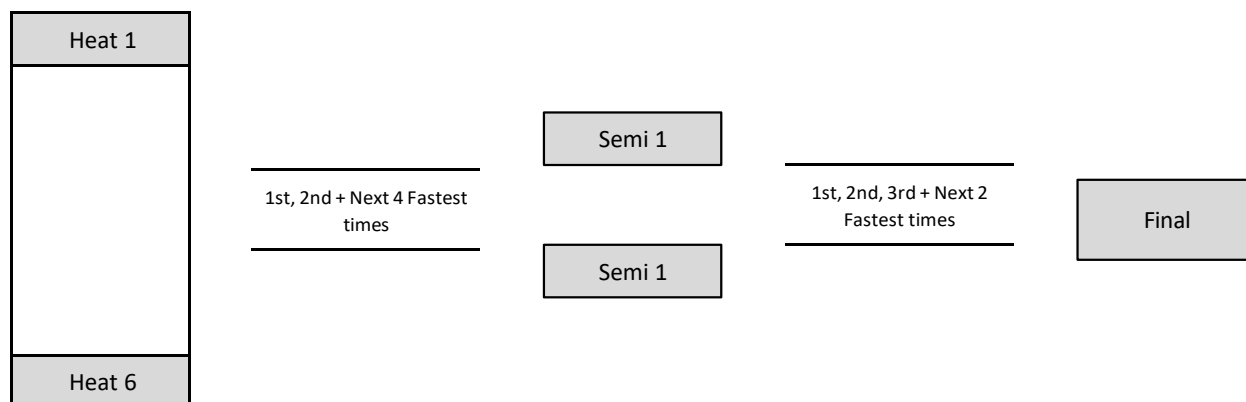 Heat 1
Heat 6
1st, 2nd + Next 4 Fastest
times
Semi 1
Semi 1
1st, 2nd, 3rd + Next 2
Fastest times
Final